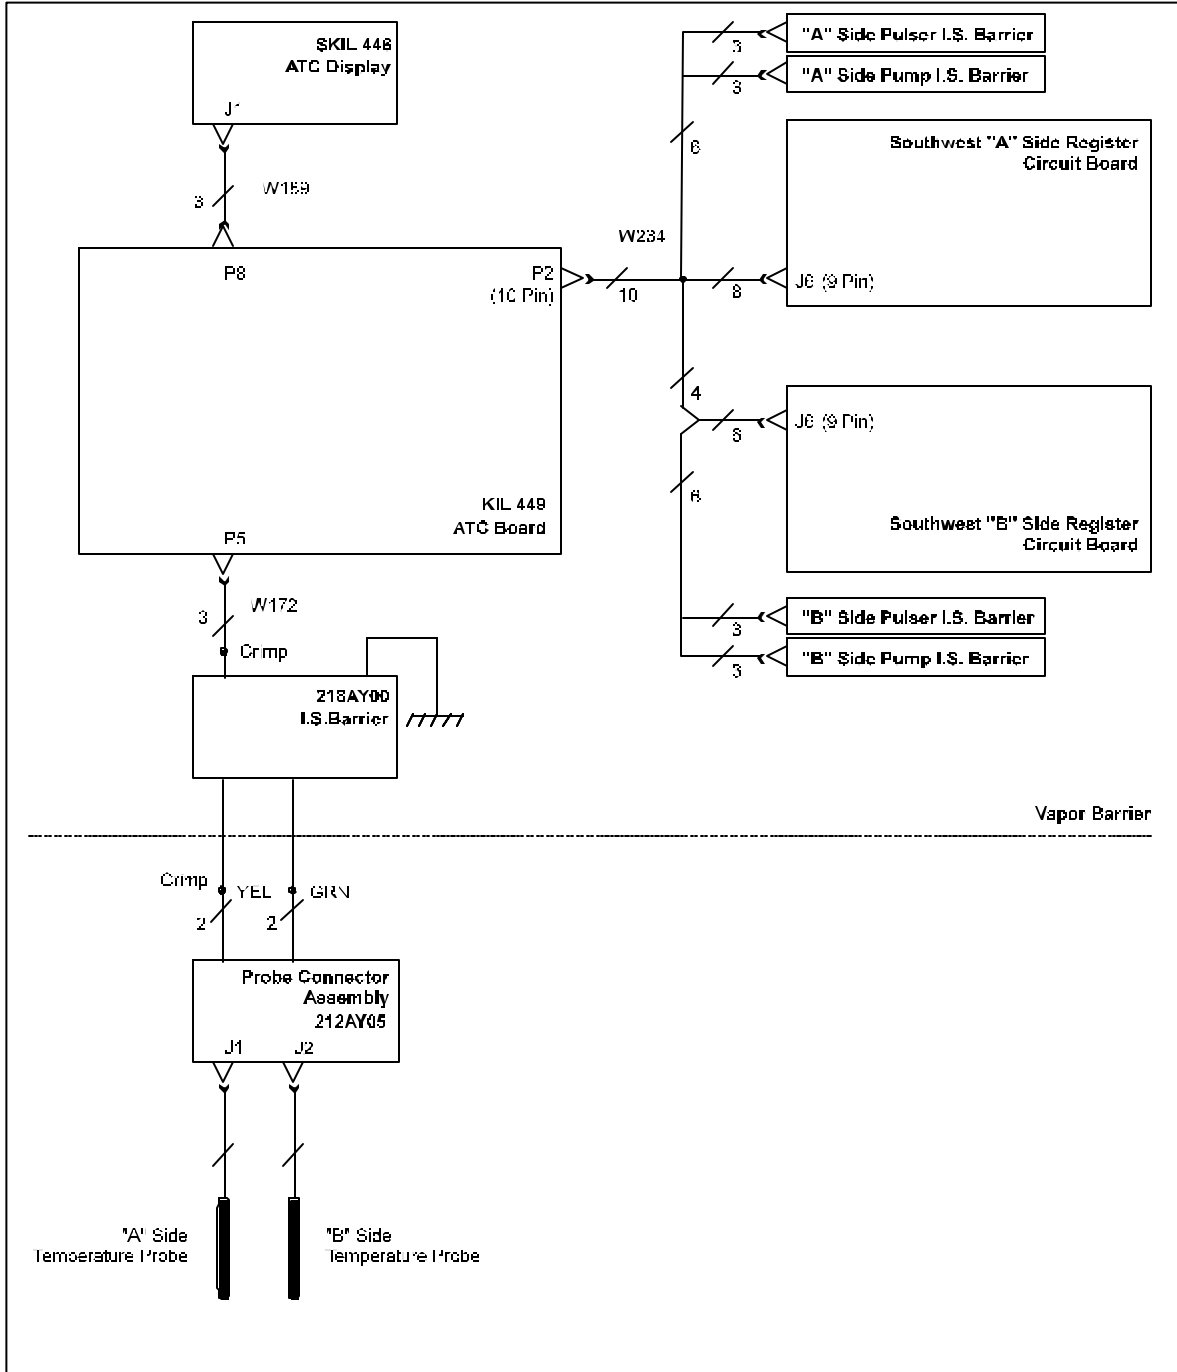 SKIL 446
ATC Display
J1
3
W159
P8
P2
(10 Pin)
W234
10
KIL 449
ATC Board
P5
"A" Side Pulser I.S. Barrier
3
"A" Side Pump I.S. Barrier
3
6
Southwest "A" Side Register
Circuit Board
8
J6 (9 Pin)
4
J6 (9 Pin)
6
Southwest "B" Side Register
Circuit Board
"B" Side Pulser I.S. Barrier
3
"B" Side Pump I.S. Barrier
3
3
W172
Crimp
218AY00
I.S.Barrier
Vapor Barrier
Crimp
YEL
GRN
2
2
Probe Connector
Assembly
212AY05
J1
J2
"A" Side
Temperature Probe
"B" Side
Temperature Probe